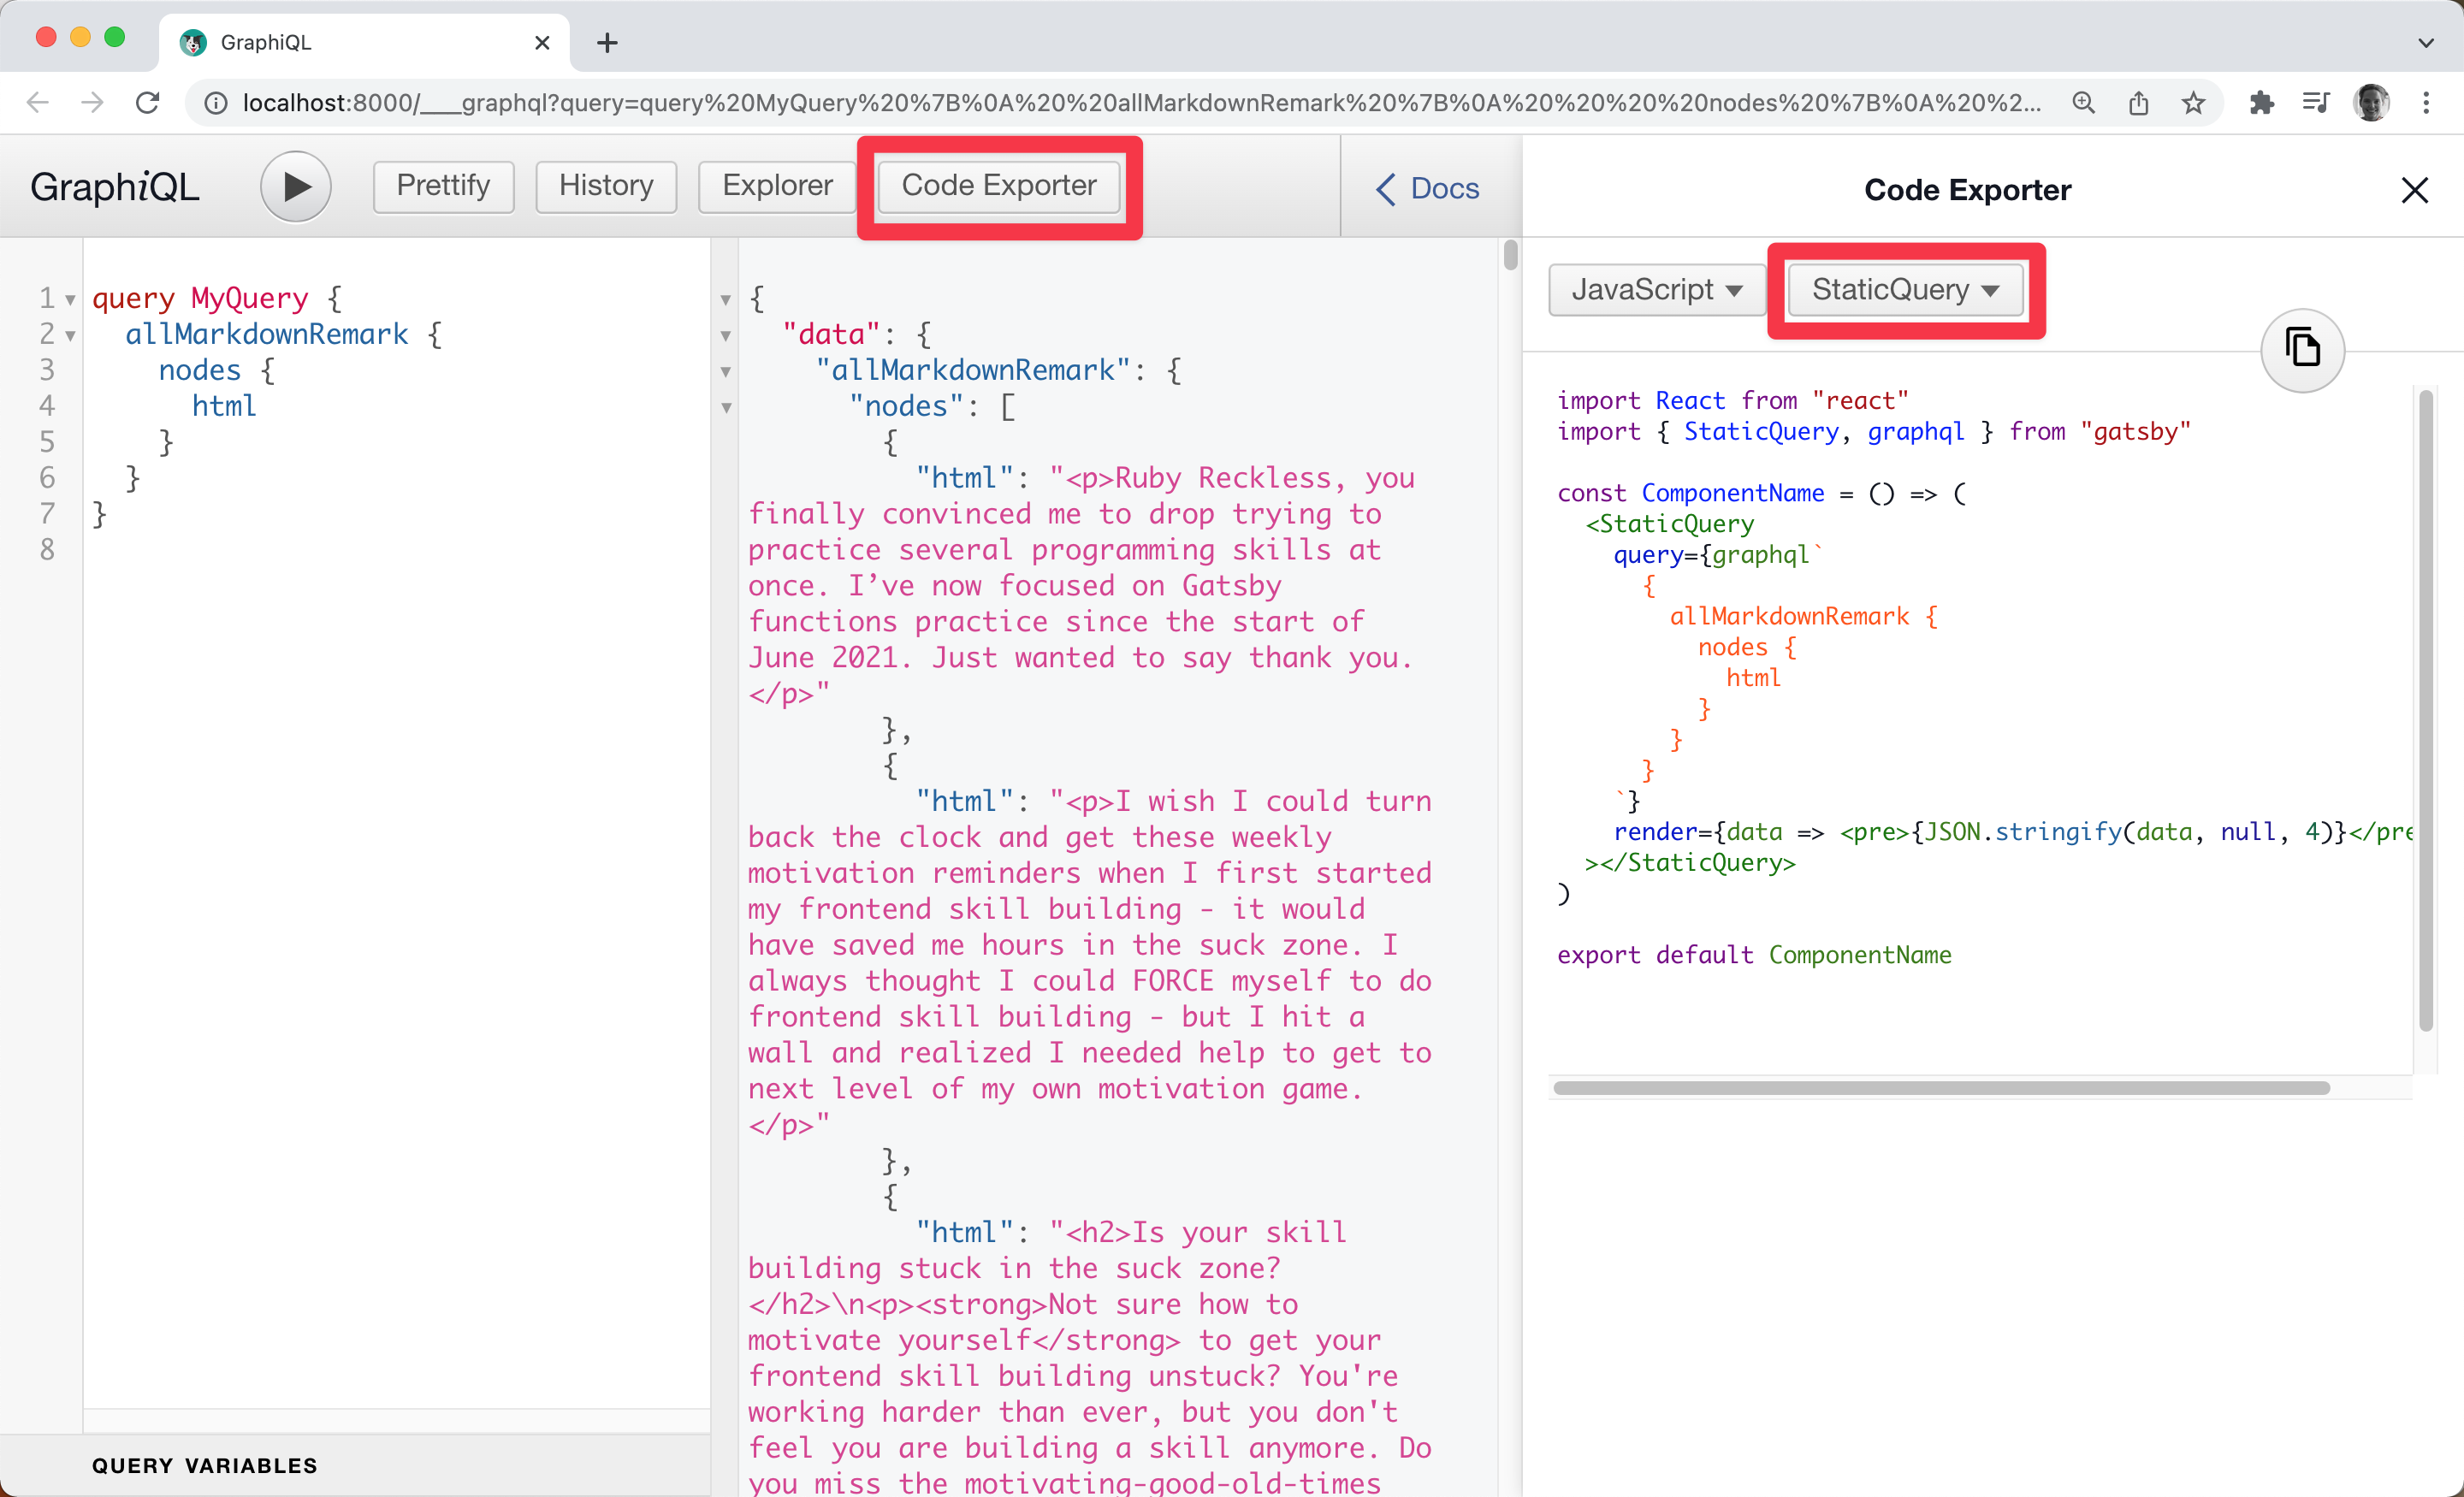 GraphiQL
localhost:8000/___graphql?query=query%20MyQuery%20%7B%0A%20%20allMarkdownRemark%20%7B%0A%20%20%20%20nodes%20%7B%0A%20%2...
GraphiQL
Prettify
History
Explorer
Code Exporter
Docs
1 query MyQuery {
2   allMarkdownRemark {
3     nodes {
4       html
5     }
6   }
7 }
8
QUERY VARIABLES
{
  "data": {
    "allMarkdownRemark": {
      "nodes": [
        {
          "html": "<p>Ruby Reckless, you
finally convinced me to drop trying to
practice several programming skills at
once. I’ve now focused on Gatsby
functions practice since the start of
June 2021. Just wanted to say thank you.
</p>"
        },
        {
          "html": "<p>I wish I could turn
back the clock and get these weekly
motivation reminders when I first started
my frontend skill building - it would
have saved me hours in the suck zone. I
always thought I could FORCE myself to do
frontend skill building - but I hit a
wall and realized I needed help to get to
next level of my own motivation game.
</p>"
        },
        {
          "html": "<h2>Is your skill
building stuck in the suck zone?
</h2>\n<p><strong>Not sure how to
motivate yourself</strong> to get your
frontend skill building unstuck? You're
working harder than ever, but you don't
feel you are building a skill anymore. Do
you miss the motivating-good-old-times
Code Exporter
JavaScript
StaticQuery
import React from "react"
import { StaticQuery, graphql } from "gatsby"
const ComponentName = () => (
  <StaticQuery
    query={graphql`
      {
        allMarkdownRemark {
          nodes {
            html
          }
        }
      }
    `}
    render={data => <pre>{JSON.stringify(data, null, 4)}</pre
  ></StaticQuery>
)
export default ComponentName